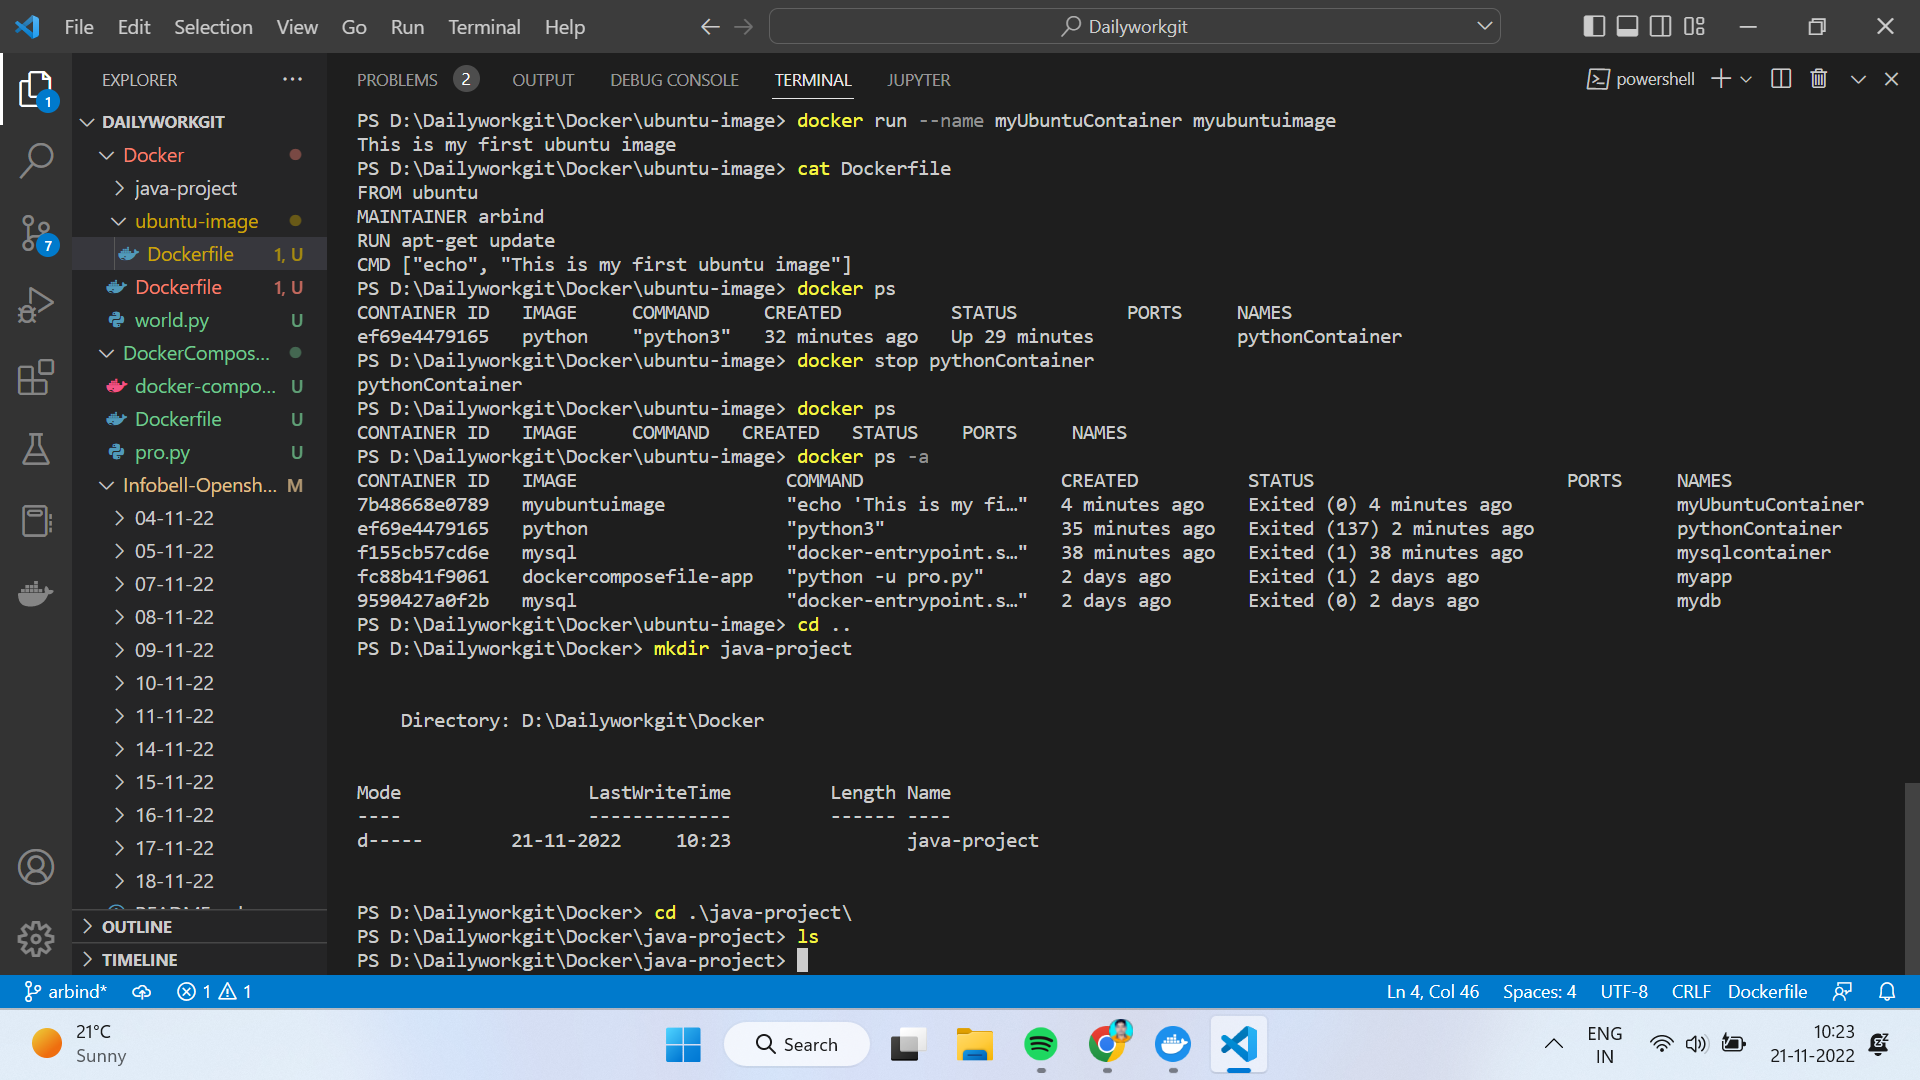 File Edit Selection View Go Run Terminal Help
Dailyworkgit
EXPLORER
PROBLEMS 2 OUTPUT DEBUG CONSOLE TERMINAL JUPYTER
powershell
DAILYWORKGIT
Docker
java-project
ubuntu-image
Dockerfile 1, U
Dockerfile 1, U
world.py U
DockerCompos...
docker-compo... U
Dockerfile U
pro.py U
Infobell-Opensh... M
04-11-22
05-11-22
07-11-22
08-11-22
09-11-22
10-11-22
11-11-22
14-11-22
15-11-22
16-11-22
17-11-22
18-11-22
OUTLINE
TIMELINE
1
7
PS D:\Dailyworkgit\Docker\ubuntu-image> docker run --name myUbuntuContainer myubuntuimage
This is my first ubuntu image
PS D:\Dailyworkgit\Docker\ubuntu-image> cat Dockerfile
FROM ubuntu
MAINTAINER arbind
RUN apt-get update
CMD ["echo", "This is my first ubuntu image"]
PS D:\Dailyworkgit\Docker\ubuntu-image> docker ps
CONTAINER ID IMAGE COMMAND CREATED STATUS PORTS NAMES
ef69e4479165 python "python3" 32 minutes ago Up 29 minutes pythonContainer
PS D:\Dailyworkgit\Docker\ubuntu-image> docker stop pythonContainer
pythonContainer
PS D:\Dailyworkgit\Docker\ubuntu-image> docker ps
CONTAINER ID IMAGE COMMAND CREATED STATUS PORTS NAMES
PS D:\Dailyworkgit\Docker\ubuntu-image> docker ps -a
CONTAINER ID IMAGE COMMAND CREATED STATUS PORTS NAMES
7b48668e0789 myubuntuimage "echo 'This is my fi…" 4 minutes ago Exited (0) 4 minutes ago myUbuntuContainer
ef69e4479165 python "python3" 35 minutes ago Exited (137) 2 minutes ago pythonContainer
f155cb57cd6e mysql "docker-entrypoint.s…" 38 minutes ago Exited (1) 38 minutes ago mysqlcontainer
fc88b41f9061 dockercomposefile-app "python -u pro.py" 2 days ago Exited (1) 2 days ago myapp
9590427a0f2b mysql "docker-entrypoint.s…" 2 days ago Exited (0) 2 days ago mydb
PS D:\Dailyworkgit\Docker\ubuntu-image> cd ..
PS D:\Dailyworkgit\Docker> mkdir java-project
Directory: D:\Dailyworkgit\Docker
Mode LastWriteTime Length Name
---- ------------- ------ ----
d----- 21-11-2022 10:23 java-project
PS D:\Dailyworkgit\Docker> cd .\java-project\
PS D:\Dailyworkgit\Docker\java-project> ls
PS D:\Dailyworkgit\Docker\java-project>
arbind* 1 1
Ln 4, Col 46 Spaces: 4 UTF-8 CRLF Dockerfile
21°C
Sunny
Search
ENG
IN
10:23
21-11-2022